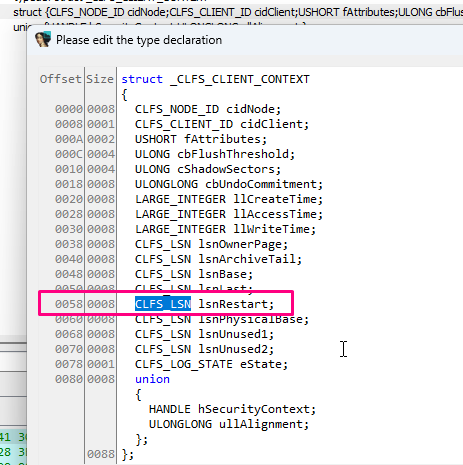 struct {CLFS_NODE_ID cidNode;CLFS_CLIENT_ID cidClient;USHORT fAttributes;ULONG cbFlus
Please edit the type declaration
Offset Size struct _CLFS_CLIENT_CONTEXT
{
0000 0008 CLFS_NODE_ID cidNode;
0008 0001 CLFS_CLIENT_ID cidClient;
000A 0002 USHORT fAttributes;
000C 0004 ULONG cbFlushThreshold;
0010 0004 ULONG cShadowSectors;
0018 0008 ULONGLONG cbUndoCommitment;
0020 0008 LARGE_INTEGER llCreateTime;
0028 0008 LARGE_INTEGER llAccessTime;
0030 0008 LARGE_INTEGER llWriteTime;
0038 0008 CLFS_LSN lsnOwnerPage;
0040 0008 CLFS_LSN lsnArchiveTail;
0048 0008 CLFS_LSN lsnBase;
0050 0008 CLFS_LSN lsnLast;
0058 0008 CLFS_LSN lsnRestart;
0060 0008 CLFS_LSN lsnPhysicalBase;
0068 0008 CLFS_LSN lsnUnused1;
0070 0008 CLFS_LSN lsnUnused2;
0078 0001 CLFS_LOG_STATE eState;
0080 0008 union
{
HANDLE hSecurityContext;
ULONGLONG ullAlignment;
};
0088 };